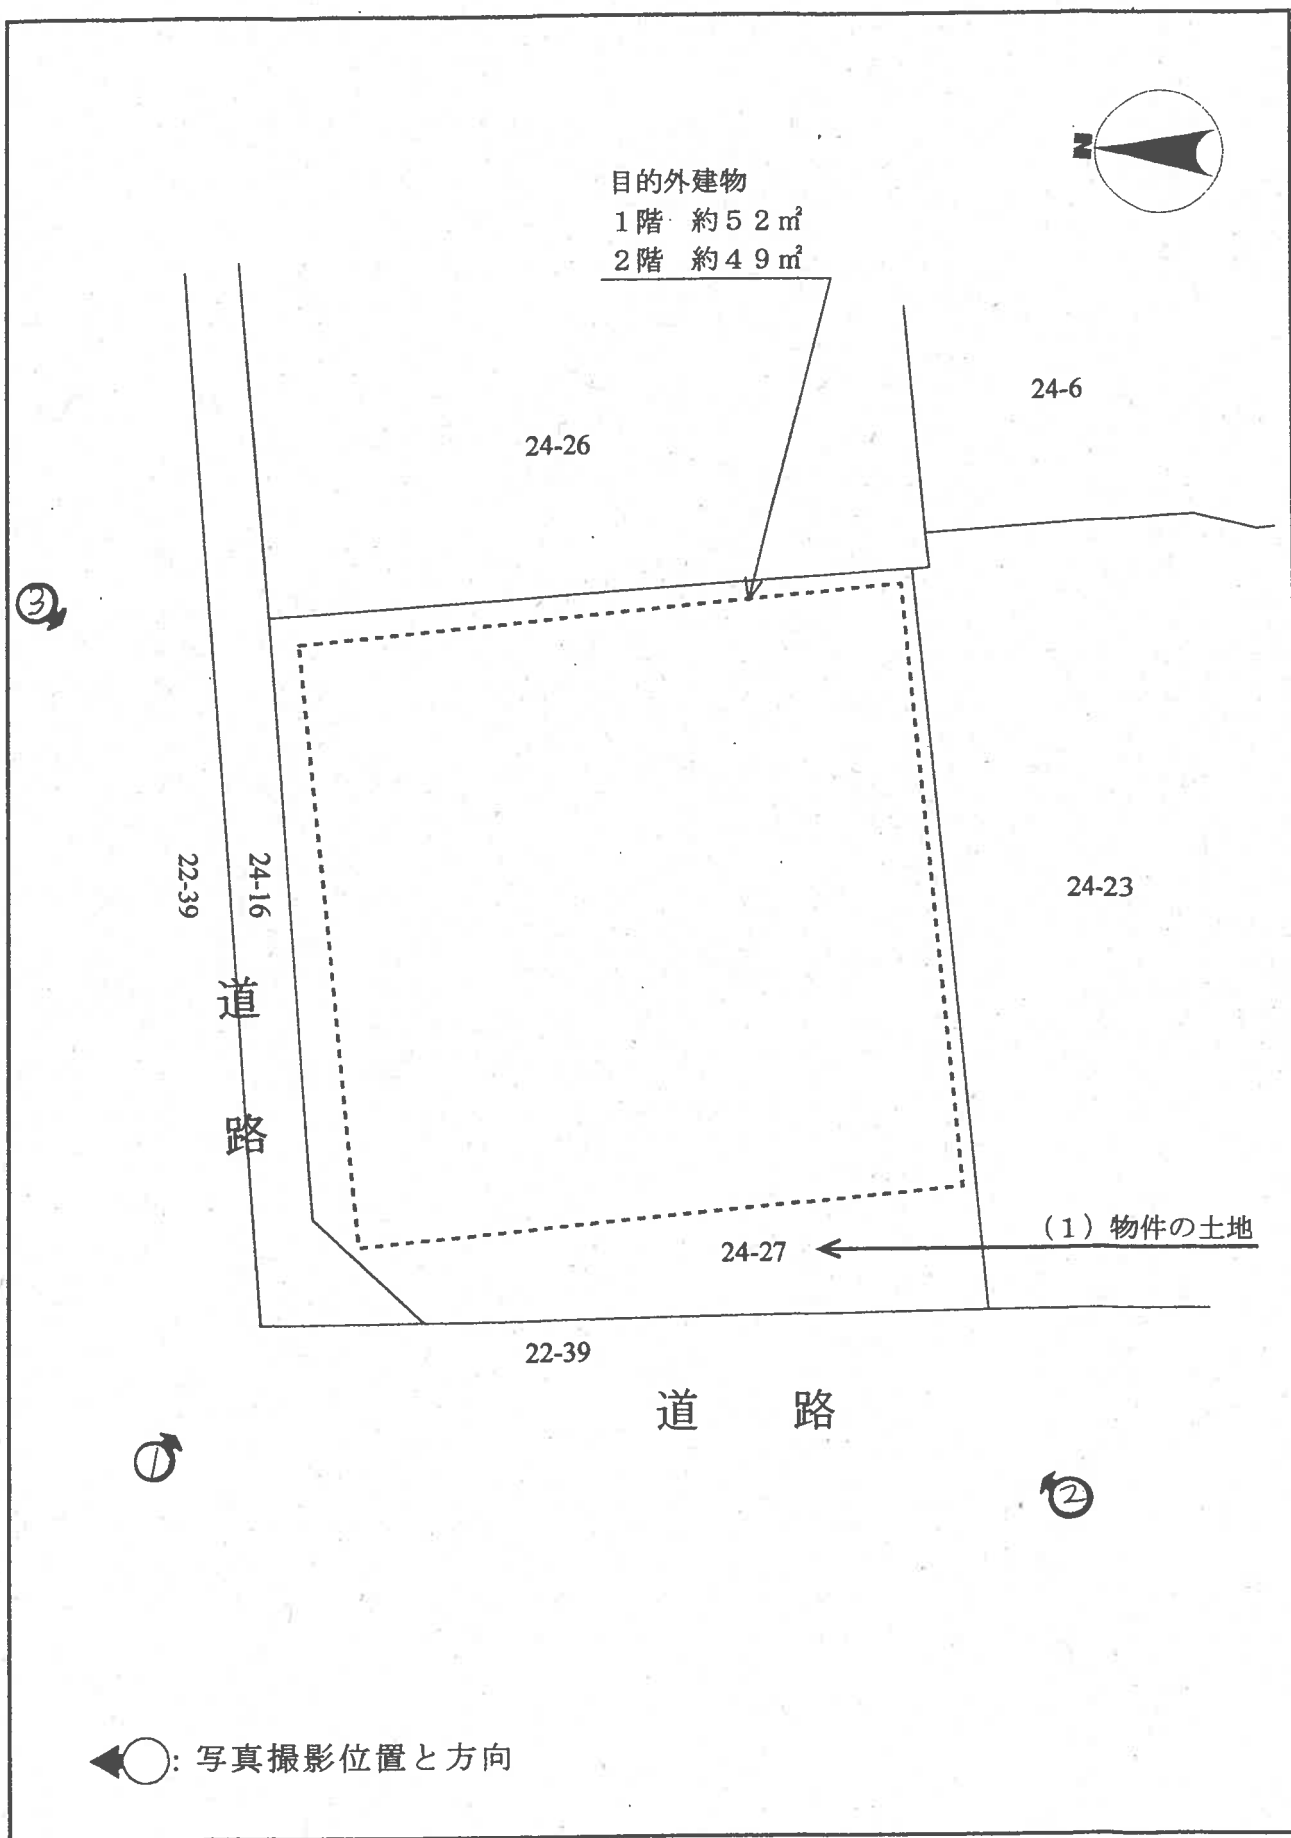 N
目的外建物
1階 約52㎡
2階 約49㎡
24-6
24-26
③
22-39
24-16
24-23
道路
(1)物件の土地
24-27
22-39
道路
①
②
:写真撮影位置と方向